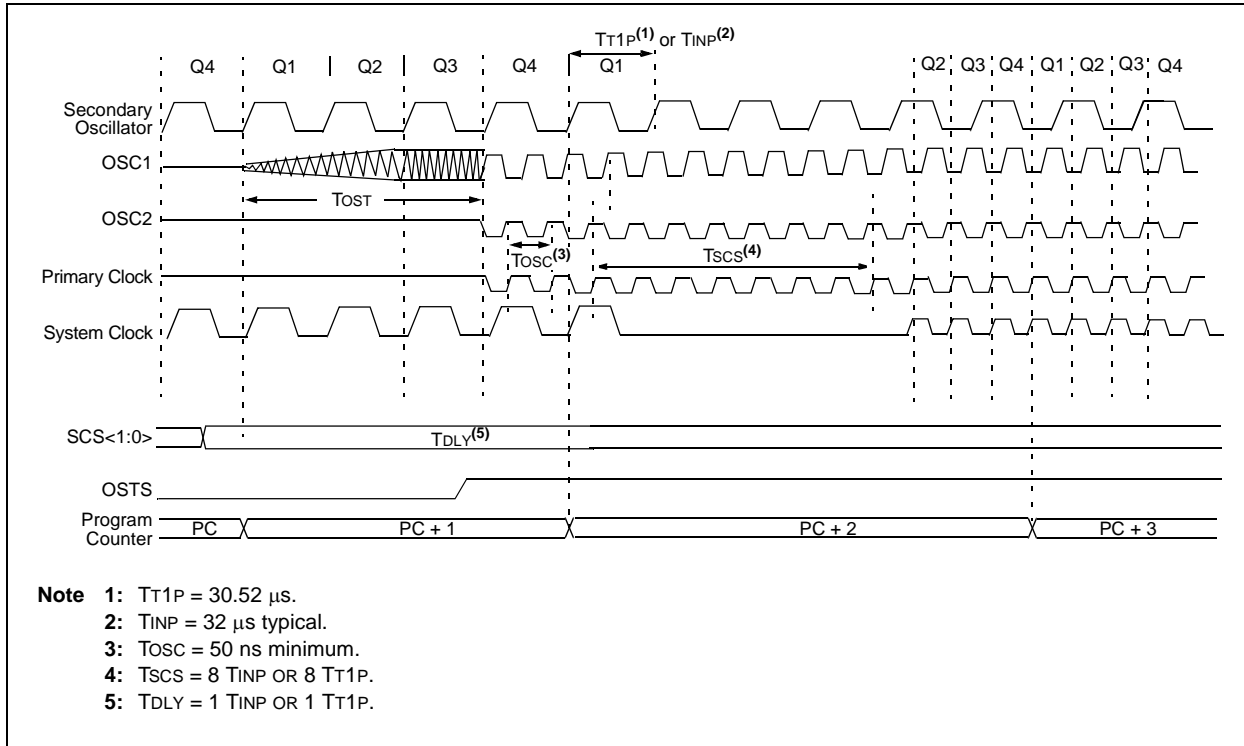 TT1P(1) or TINP(2)
Q4 Q1 Q2 Q3 Q4 Q1 Q2 Q3 Q4 Q1 Q2 Q3 Q4
Secondary
Oscillator
OSC1
TOST
OSC2
TOSC(3) TSCS(4)
Primary Clock
System Clock
SCS<1:0> TDLY(5)
OSTS
Program
Counter
PC PC + 1 PC + 2 PC + 3
Note 1: TT1P = 30.52 μs.
2: TINP = 32 μs typical.
3: TOSC = 50 ns minimum.
4: TSCS = 8 TINP OR 8 TT1P.
5: TDLY = 1 TINP OR 1 TT1P.